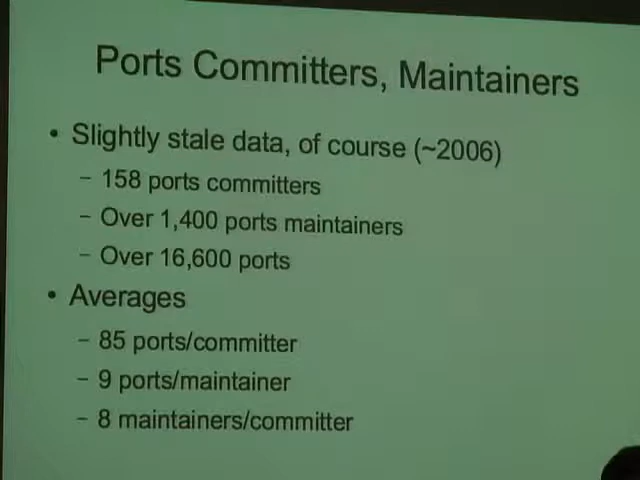 Ports Committers, Maintainers
• Slightly stale data, of course (~2006)
– 158 ports committers
– Over 1,400 ports maintainers
– Over 16,600 ports
• Averages
– 85 ports/committer
– 9 ports/maintainer
– 8 maintainers/committer